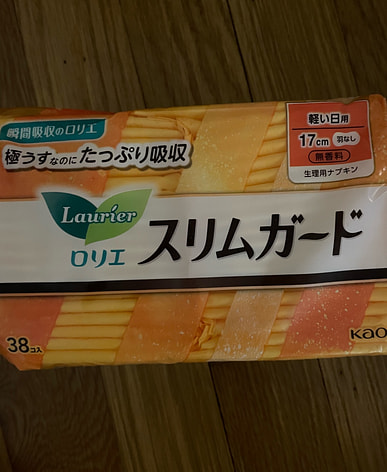 瞬間吸収のロリエ
極うすなのにたっぷり吸収
軽い日用
17cm 羽なし
無香料
生理用ナプキン
Laurier
ロリエ
スリムガード
38コ入
Kao